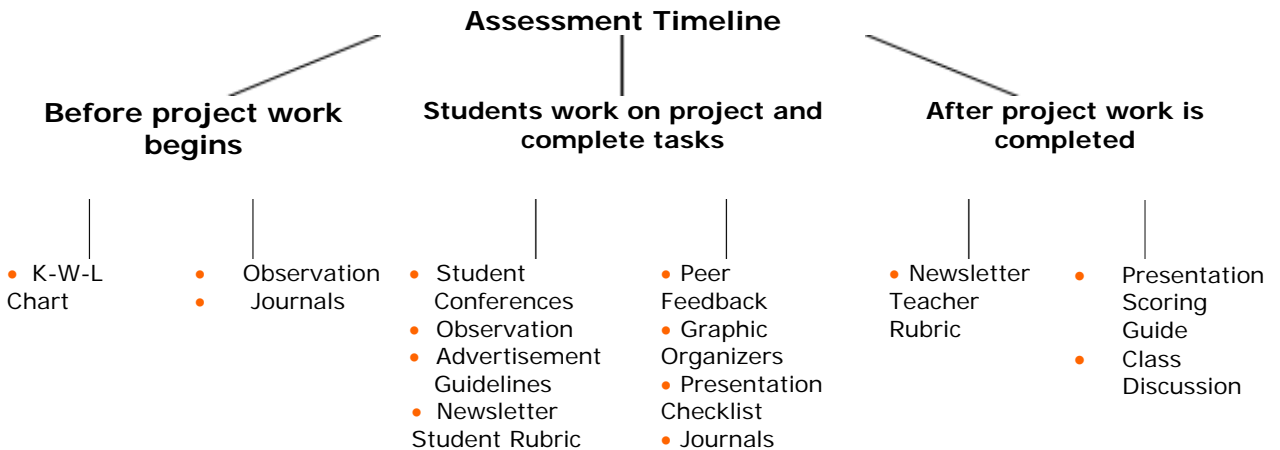 Assessment Timeline
Before project work
begins
Students work on project and
complete tasks
After project work is
completed
• K-W-L
Chart
• Observation
• Journals
• Student
Conferences
• Observation
• Advertisement
Guidelines
• Newsletter
Student Rubric
• Peer
Feedback
• Graphic
Organizers
• Presentation
Checklist
• Journals
• Newsletter
Teacher
Rubric
• Presentation
Scoring
Guide
• Class
Discussion